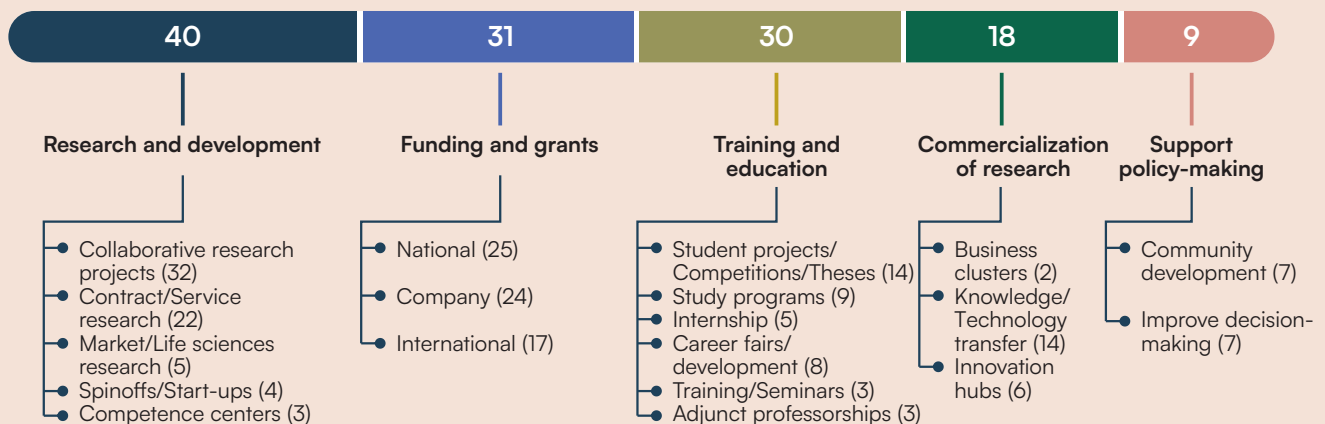 40
31
30
18
9
Research and development
Funding and grants
Training and
education
Commercialization
of research
Support
policy-making
Collaborative research
projects (32)
Contract/Service
research (22)
Market/Life sciences
research (5)
Spinoffs/Start-ups (4)
Competence centers (3)
National (25)
Company (24)
International (17)
Student projects/
Competitions/Theses (14)
Study programs (9)
Internship (5)
Career fairs/
development (8)
Training/Seminars (3)
Adjunct professorships (3)
Business
clusters (2)
Knowledge/
Technology
transfer (14)
Innovation
hubs (6)
Community
development (7)
Improve decision-
making (7)